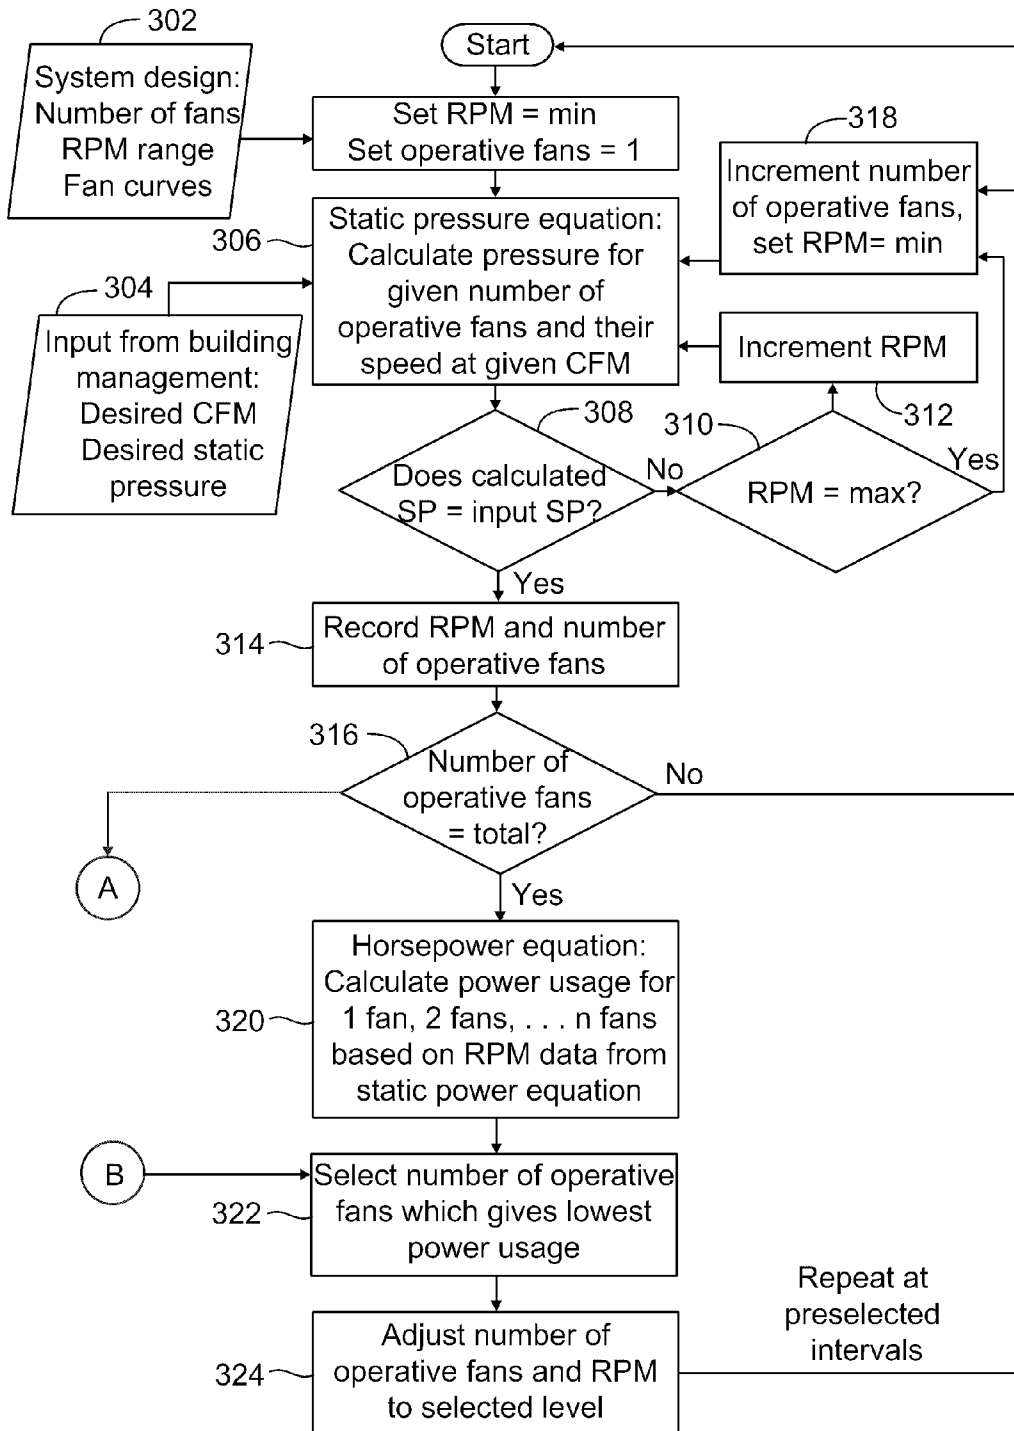 302
System design:
Number of fans
RPM range
Fan curves
Start
Set RPM = min
Set operative fans = 1
318
Increment number
of operative fans,
set RPM= min
306
Static pressure equation:
Calculate pressure for
given number of
operative fans and their
speed at given CFM
304
Input from building
management:
Desired CFM
Desired static
pressure
Increment RPM
312
308
Does calculated
SP = input SP?
No
310
RPM = max?
Yes
Yes
314
Record RPM and number
of operative fans
316
Number of
operative fans
= total?
No
A
Yes
320
Horsepower equation:
Calculate power usage for
1 fan, 2 fans, . . . n fans
based on RPM data from
static power equation
B
322
Select number of operative
fans which gives lowest
power usage
324
Adjust number of
operative fans and RPM
to selected level
Repeat at
preselected
intervals